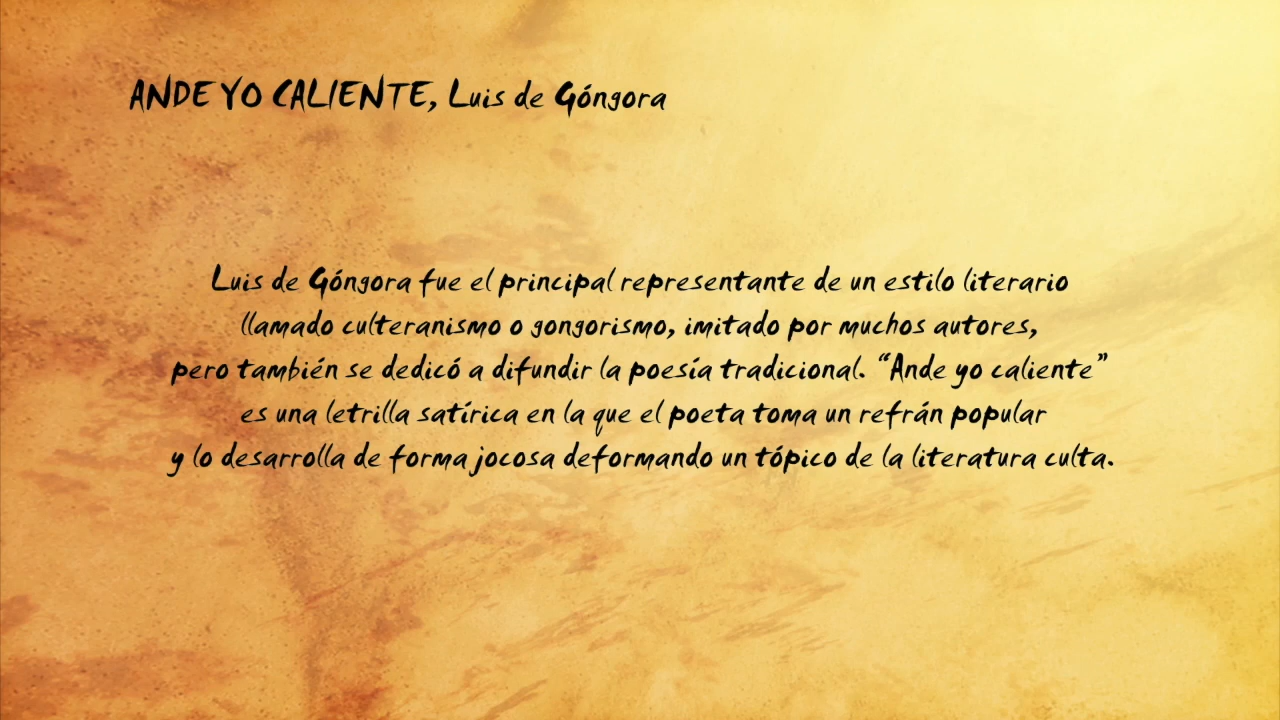 ANDE YO CALIENTE, Luis de Góngora
Luis de Góngora fue el principal representante de un estilo literario
llamado culteranismo o gongorismo, imitado por muchos autores,
pero también se dedicó a difundir la poesía tradicional. “Ande yo caliente”
es una letrilla satírica en la que el poeta toma un refrán popular
y lo desarrolla de forma jocosa deformando un tópico de la literatura culta.